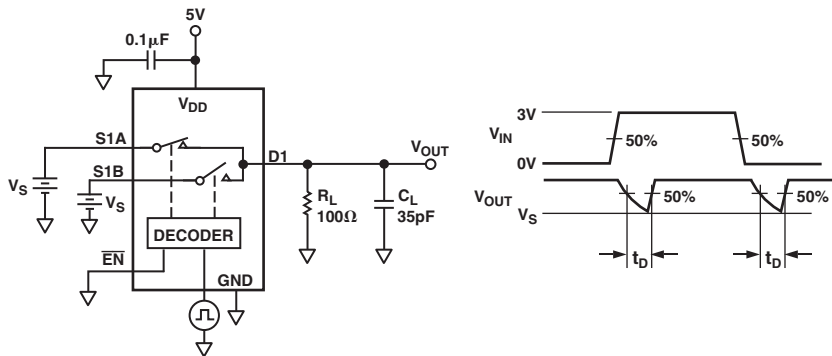 5V
0.1µF
VDD
S1A
S1B
D1
VOUT
VS
VS
RL
100Ω
CL
35pF
DECODER
EN
GND
3V
VIN
50%
50%
0V
VOUT
50%
50%
VS
tD
tD